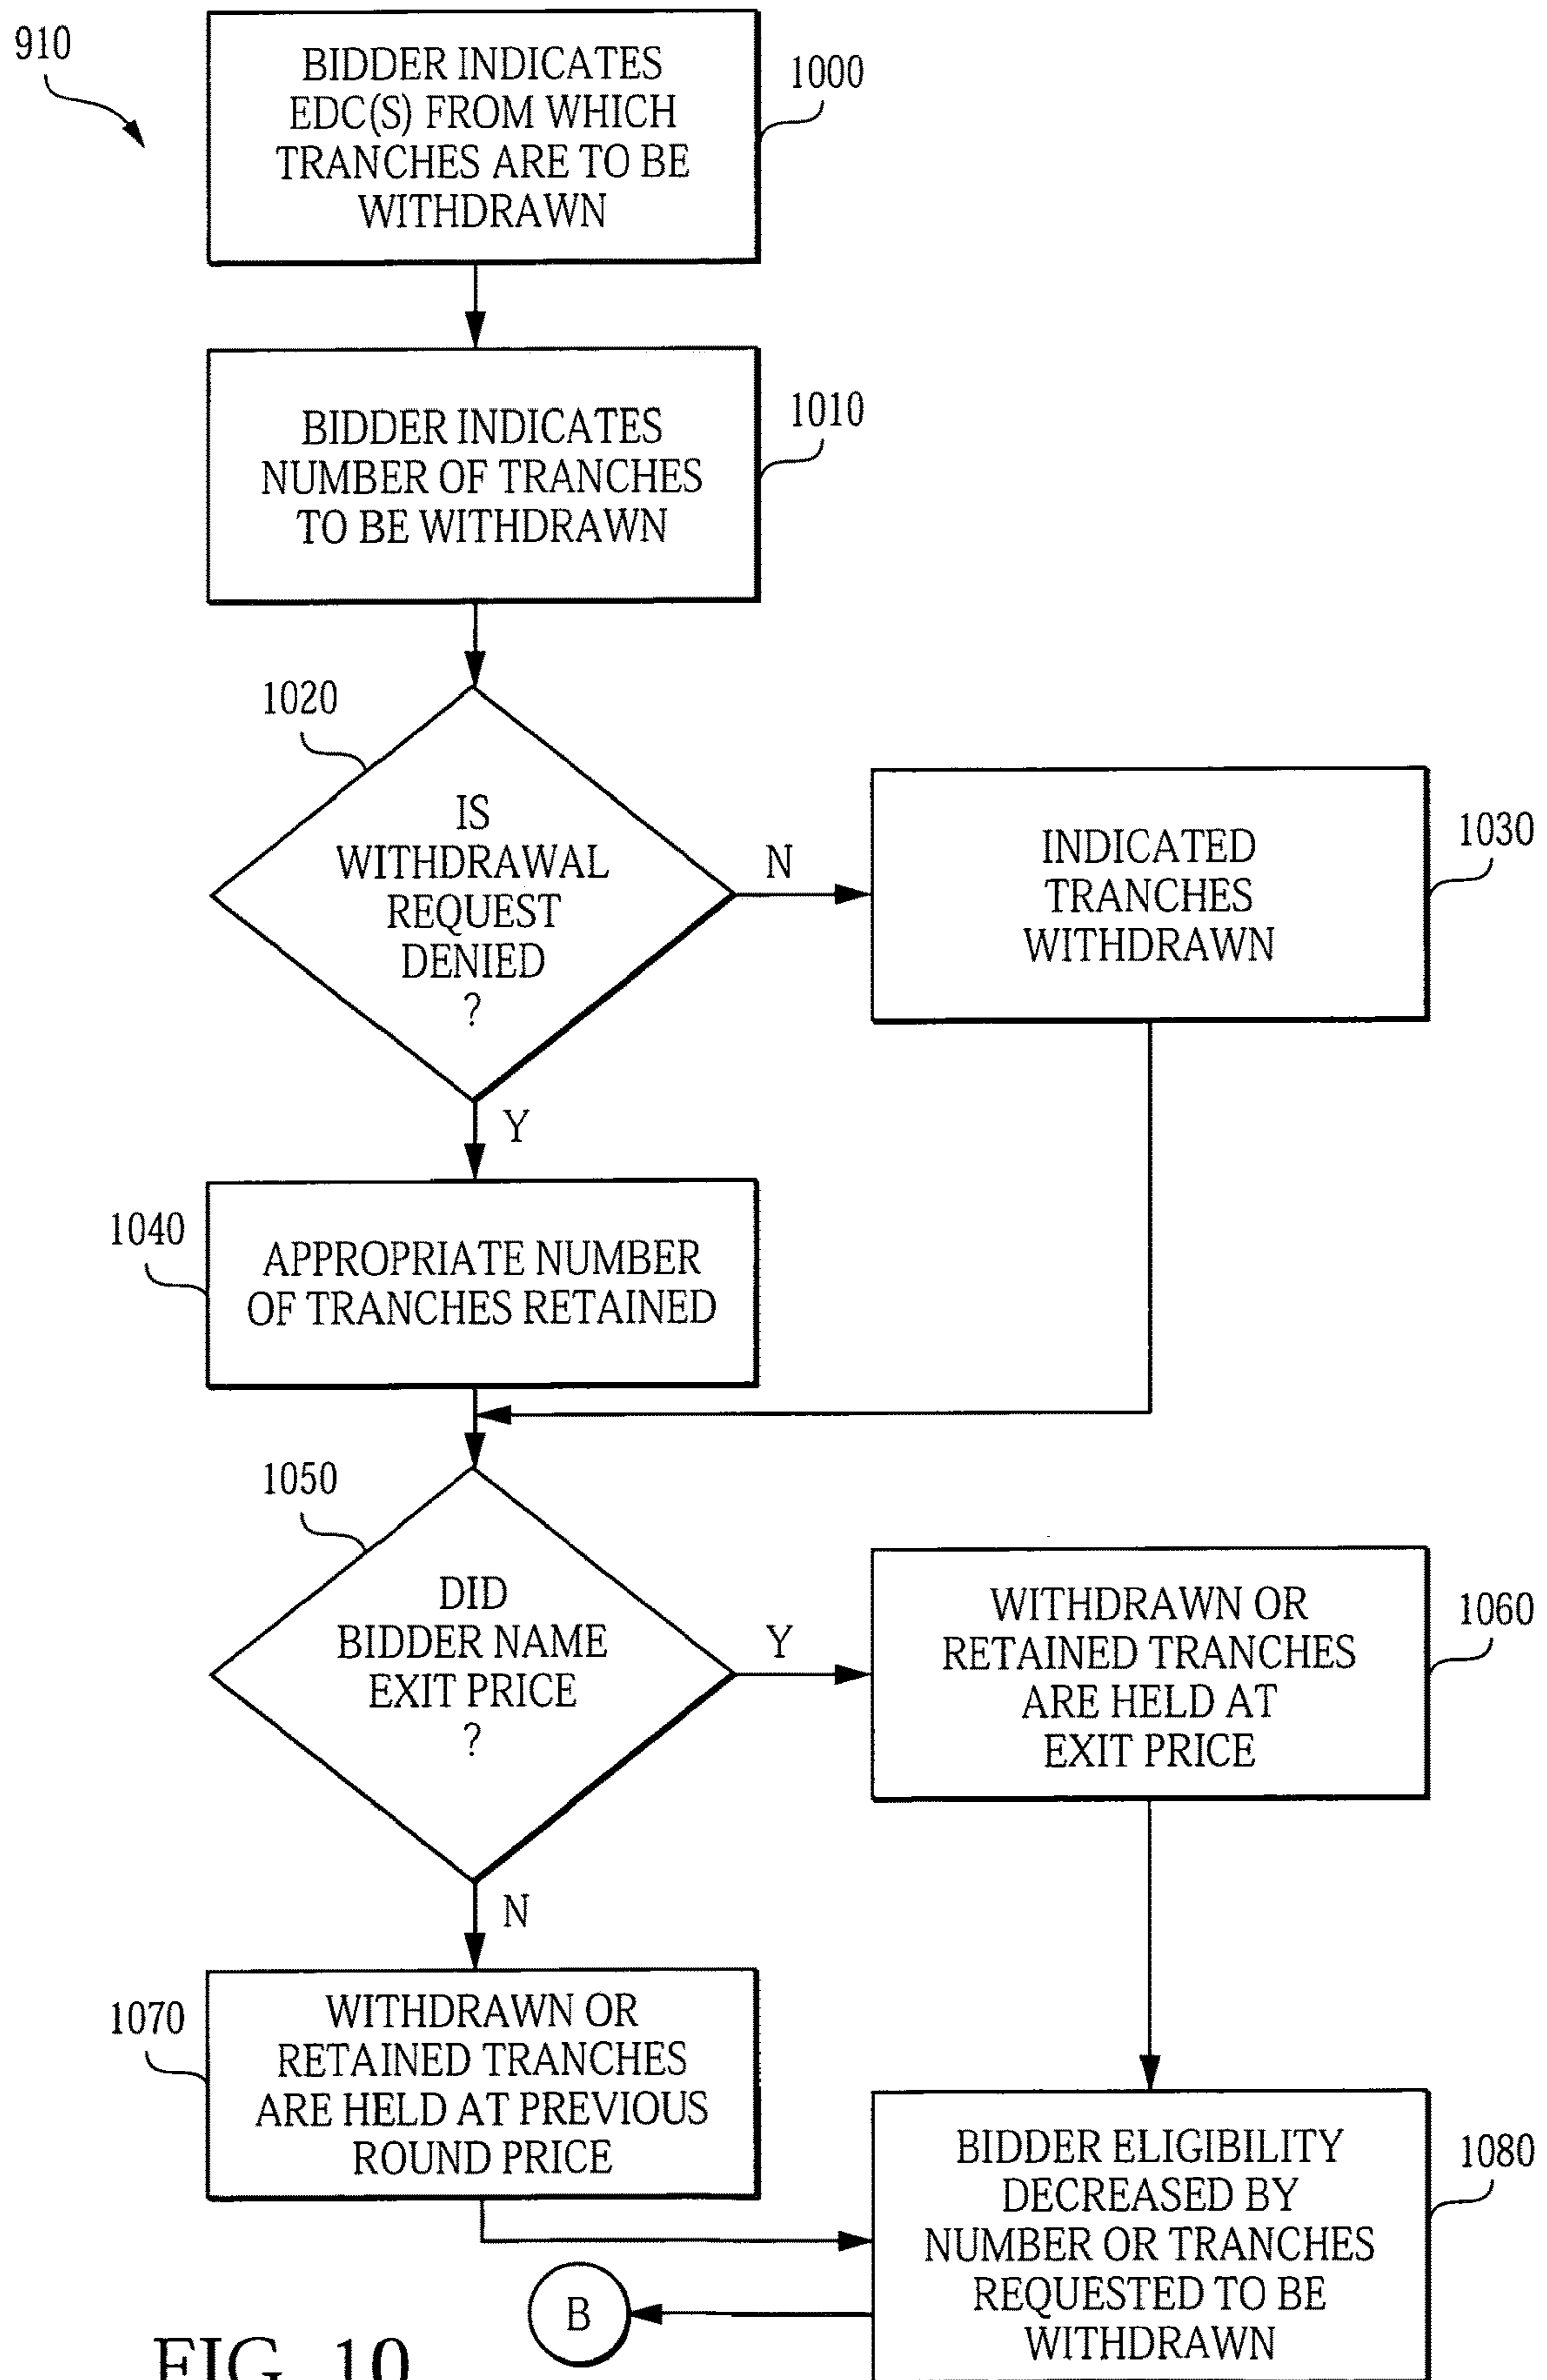 910
BIDDER INDICATES
EDC(S) FROM WHICH
TRANCHES ARE TO BE
WITHDRAWN
1000
BIDDER INDICATES
NUMBER OF TRANCHES
TO BE WITHDRAWN
1010
1020
IS
WITHDRAWAL
REQUEST
DENIED
?
N
Y
INDICATED
TRANCHES
WITHDRAWN
1030
1040
APPROPRIATE NUMBER
OF TRANCHES RETAINED
1050
DID
BIDDER NAME
EXIT PRICE
?
Y
N
WITHDRAWN OR
RETAINED TRANCHES
ARE HELD AT
EXIT PRICE
1060
1070
WITHDRAWN OR
RETAINED TRANCHES
ARE HELD AT PREVIOUS
ROUND PRICE
BIDDER ELIGIBILITY
DECREASED BY
NUMBER OR TRANCHES
REQUESTED TO BE
WITHDRAWN
1080
B
FIG. 10